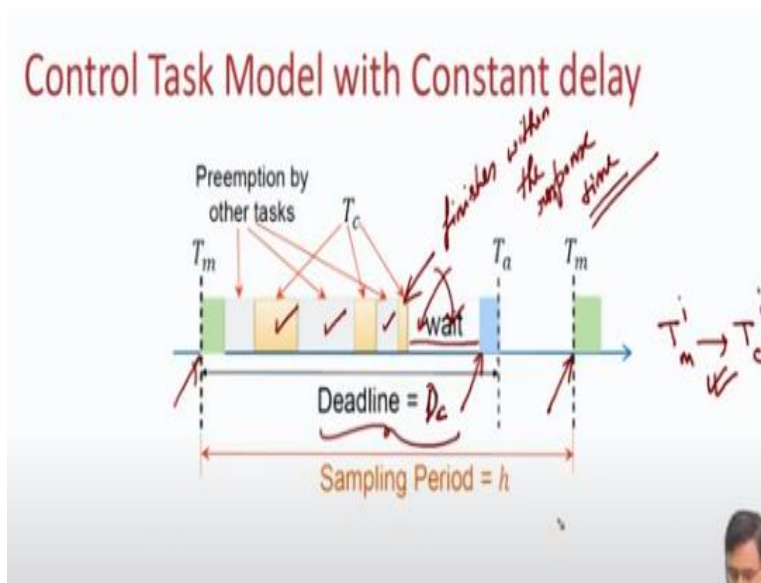 Control Task Model with Constant delay
finishes within
the
response
time
Preemption by
other tasks
T_c
T_m
T_a
T_m
wait
T_m^i → T_c^i
Deadline = D_c
Sampling Period = h